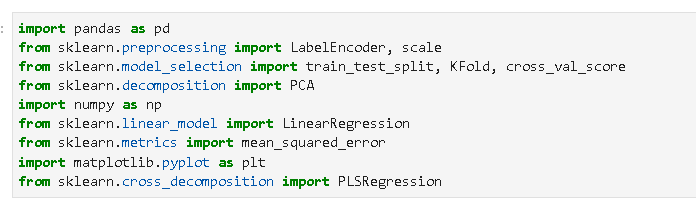 :
import pandas as pd
from sklearn.preprocessing import LabelEncoder, scale
from sklearn.model_selection import train_test_split, KFold, cross_val_score
from sklearn.decomposition import PCA
import numpy as np
from sklearn.linear_model import LinearRegression
from sklearn.metrics import mean_squared_error
import matplotlib.pyplot as plt
from sklearn.cross_decomposition import PLSRegression